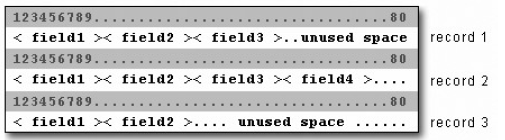 123456789......................................80
< field1 >< field2 >< field3 >..unused space record 1
123456789......................................80
< field1 >< field2 >< field3 >< field4 >.... record 2
123456789......................................80
< field1 >< field2 >.... unused space ...... record 3